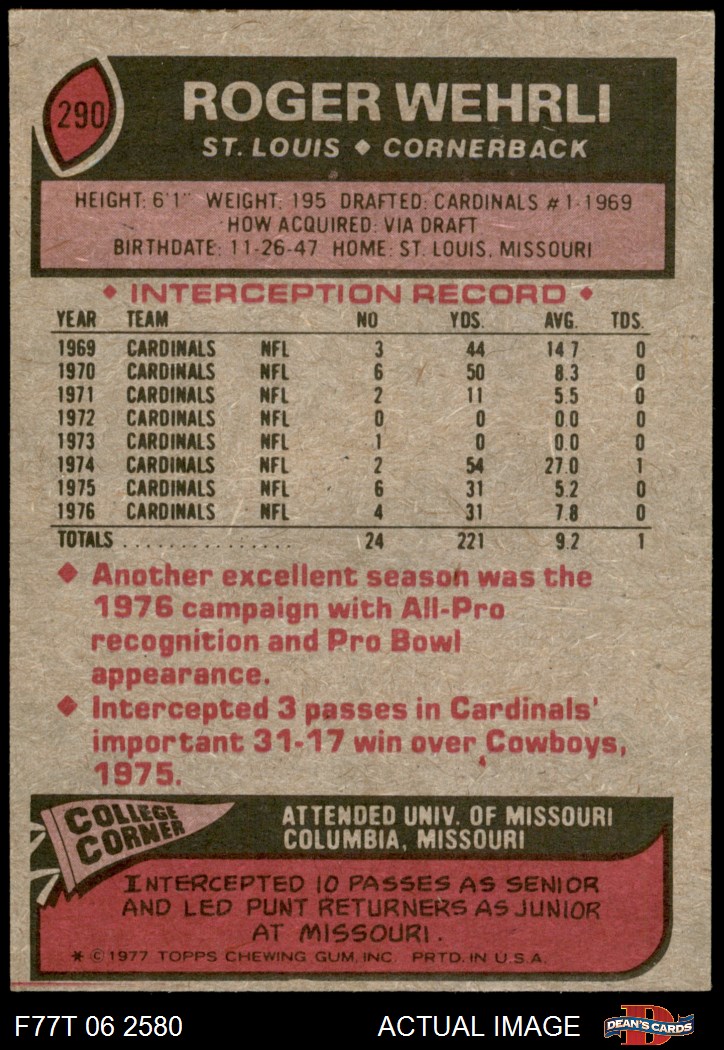 290
ROGER WEHRLI
ST. LOUIS ♦ CORNERBACK
HEIGHT: 6'1" WEIGHT: 195 DRAFTED: CARDINALS #1-1969
HOW ACQUIRED: VIA DRAFT
BIRTHDATE: 11-26-47 HOME: ST. LOUIS, MISSOURI
♦ INTERCEPTION RECORD ♦
YEAR TEAM NO YDS. AVG. TDS.
1969 CARDINALS NFL 3 44 14 7 0
1970 CARDINALS NFL 6 50 8.3 0
1971 CARDINALS NFL 2 11 5.5 0
1972 CARDINALS NFL 0 0 0.0 0
1973 CARDINALS NFL 1 0 0.0 0
1974 CARDINALS NFL 2 54 27.0 1
1975 CARDINALS NFL 6 31 5.2 0
1976 CARDINALS NFL 4 31 7.8 0
TOTALS ................ 24 221 9.2 1
♦ Another excellent season was the
1976 campaign with All-Pro
recognition and Pro Bowl
appearance.
♦ Intercepted 3 passes in Cardinals'
important 31-17 win over Cowboys,
1975.
COLLEGE
CORNER
ATTENDED UNIV. OF MISSOURI
COLUMBIA, MISSOURI
INTERCEPTED 10 PASSES AS SENIOR
AND LED PUNT RETURNERS AS JUNIOR
AT MISSOURI.
* © 1977 TOPPS CHEWING GUM, INC. PRTD. IN U.S.A.
F77T 06 2580 ACTUAL IMAGE D DEAN'S CARDS